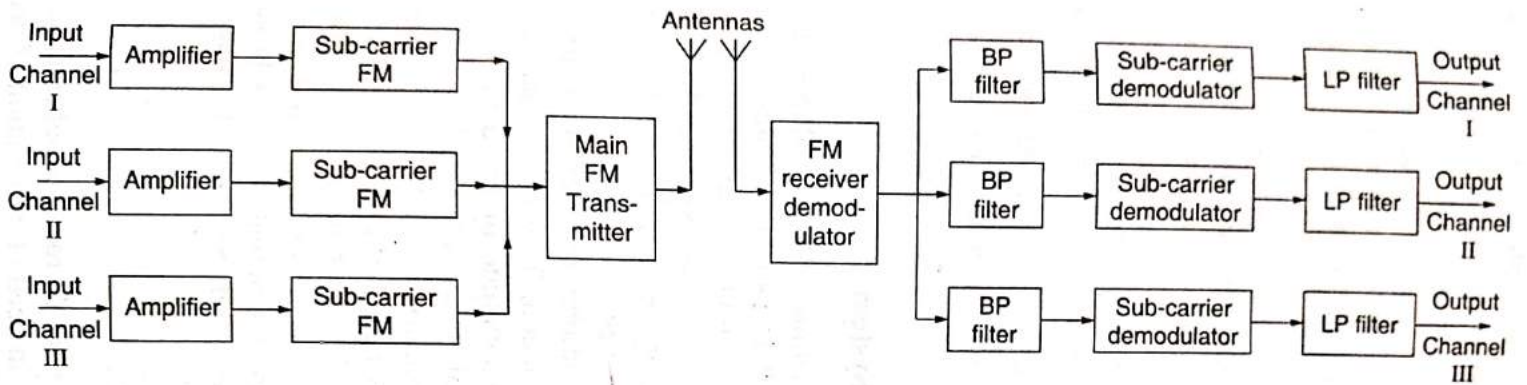 Input
Channel
I
Amplifier
Sub-carrier
FM
Input
Channel
II
Amplifier
Sub-carrier
FM
Input
Channel
III
Amplifier
Sub-carrier
FM
Main
FM
Trans-
mitter
Antennas
FM
receiver
demod-
ulator
BP
filter
Sub-carrier
demodulator
LP filter
Output
Channel
I
BP
filter
Sub-carrier
demodulator
LP filter
Output
Channel
II
BP
filter
Sub-carrier
demodulator
LP filter
Output
Channel
III